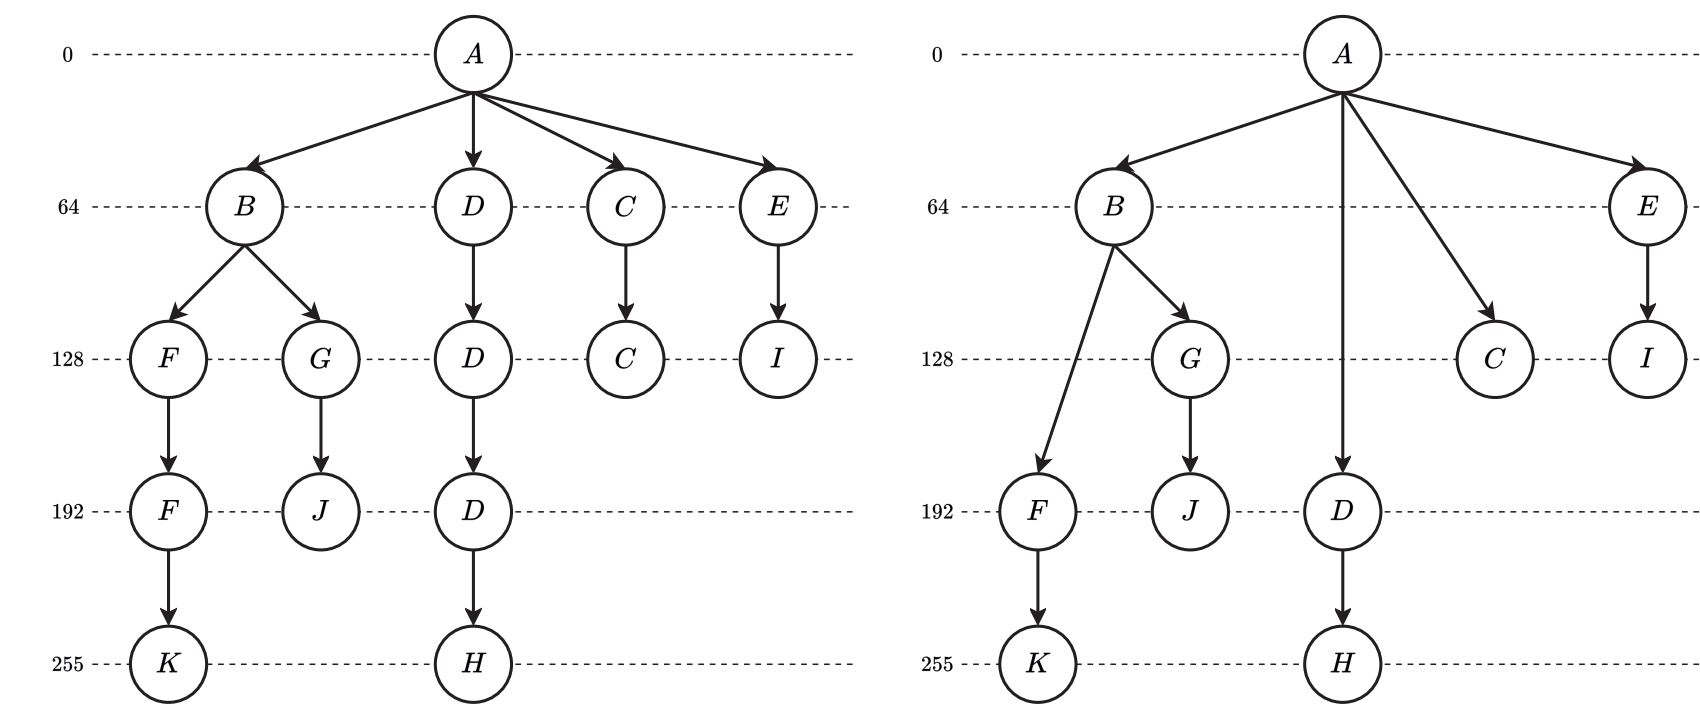 0 A 0 A
64 B D C E 64 B E
128 F G D C I 128 G C I
192 F J D 192 F J D
255 K H 255 K H